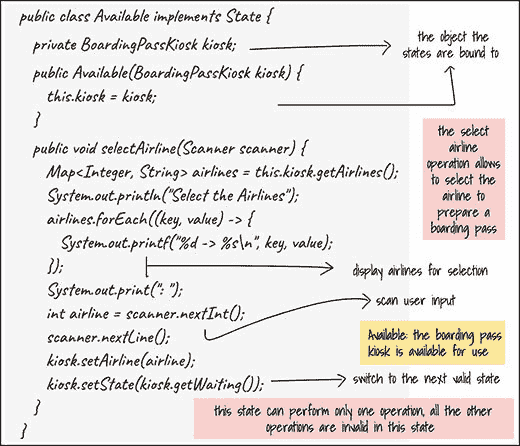 public class Available implements State {
private BoardingPassKiosk kiosk;
the object the
states are bound to
public Available(BoardingPassKiosk kiosk) {
this.kiosk = kiosk;
}
the select
airline
operation allows
to select the
airline to
prepare a
boarding pass
public void selectAirline(Scanner scanner) {
Map<Integer, String> airlines = this.kiosk.getAirlines();
System.out.println("Select the Airlines");
airlines.forEach((key, value) -> {
System.out.printf("%d -> %s\n", key, value);
});
display airlines for selection
System.out.print(": ");
scan user input
int airline = scanner.nextInt();
scanner.nextLine();
Available: the boarding pass
kiosk is available for use
kiosk.setAirline(airline);
kiosk.setState(kiosk.getWaiting());
switch to the next valid state
}
this state can perform only one operation, all the other
operations are invalid in this state
}